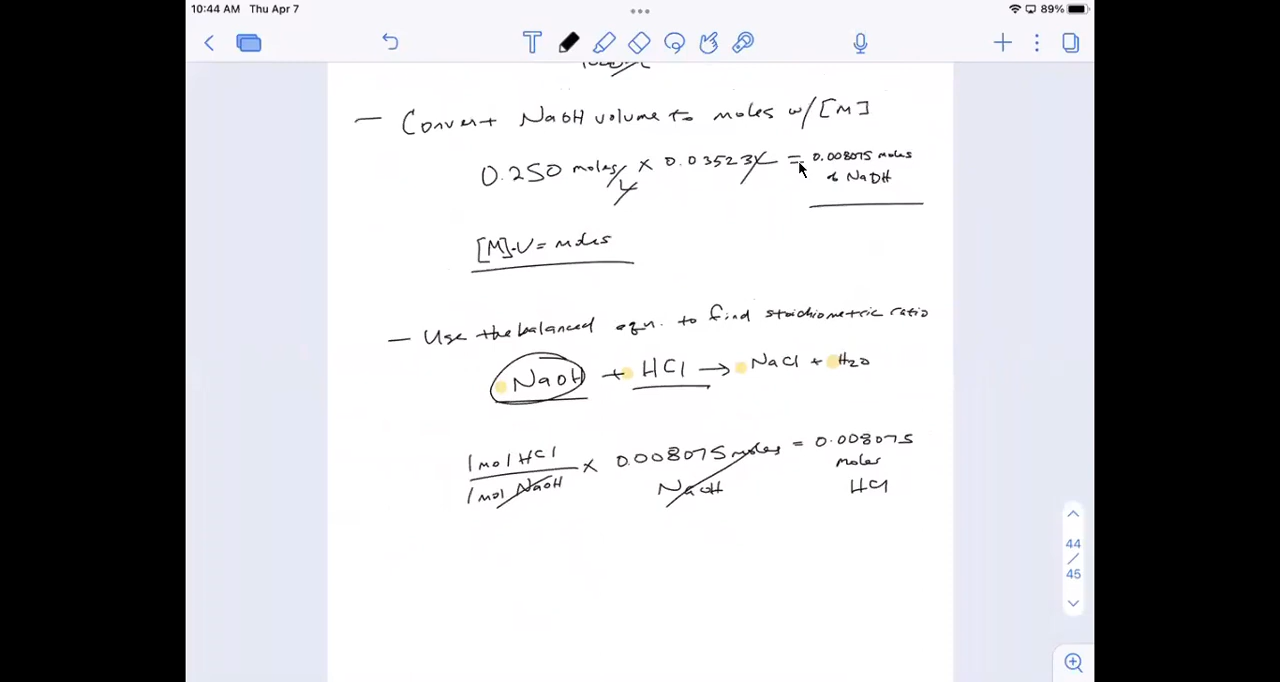 10:44 AM Thu Apr 7
89%
— Convert NaOH volume to moles w/ [M]
0.250 moles/L x 0.03523 L = 0.008075 moles
of NaOH
[M]·V = moles
— Use the balanced eqn. to find stoichiometric ratio
NaOH + HCl → NaCl + H2O
1 mol HCl
1 mol NaOH
x 0.008075 moles
NaOH
= 0.008075
moles
HCl
44
/
45